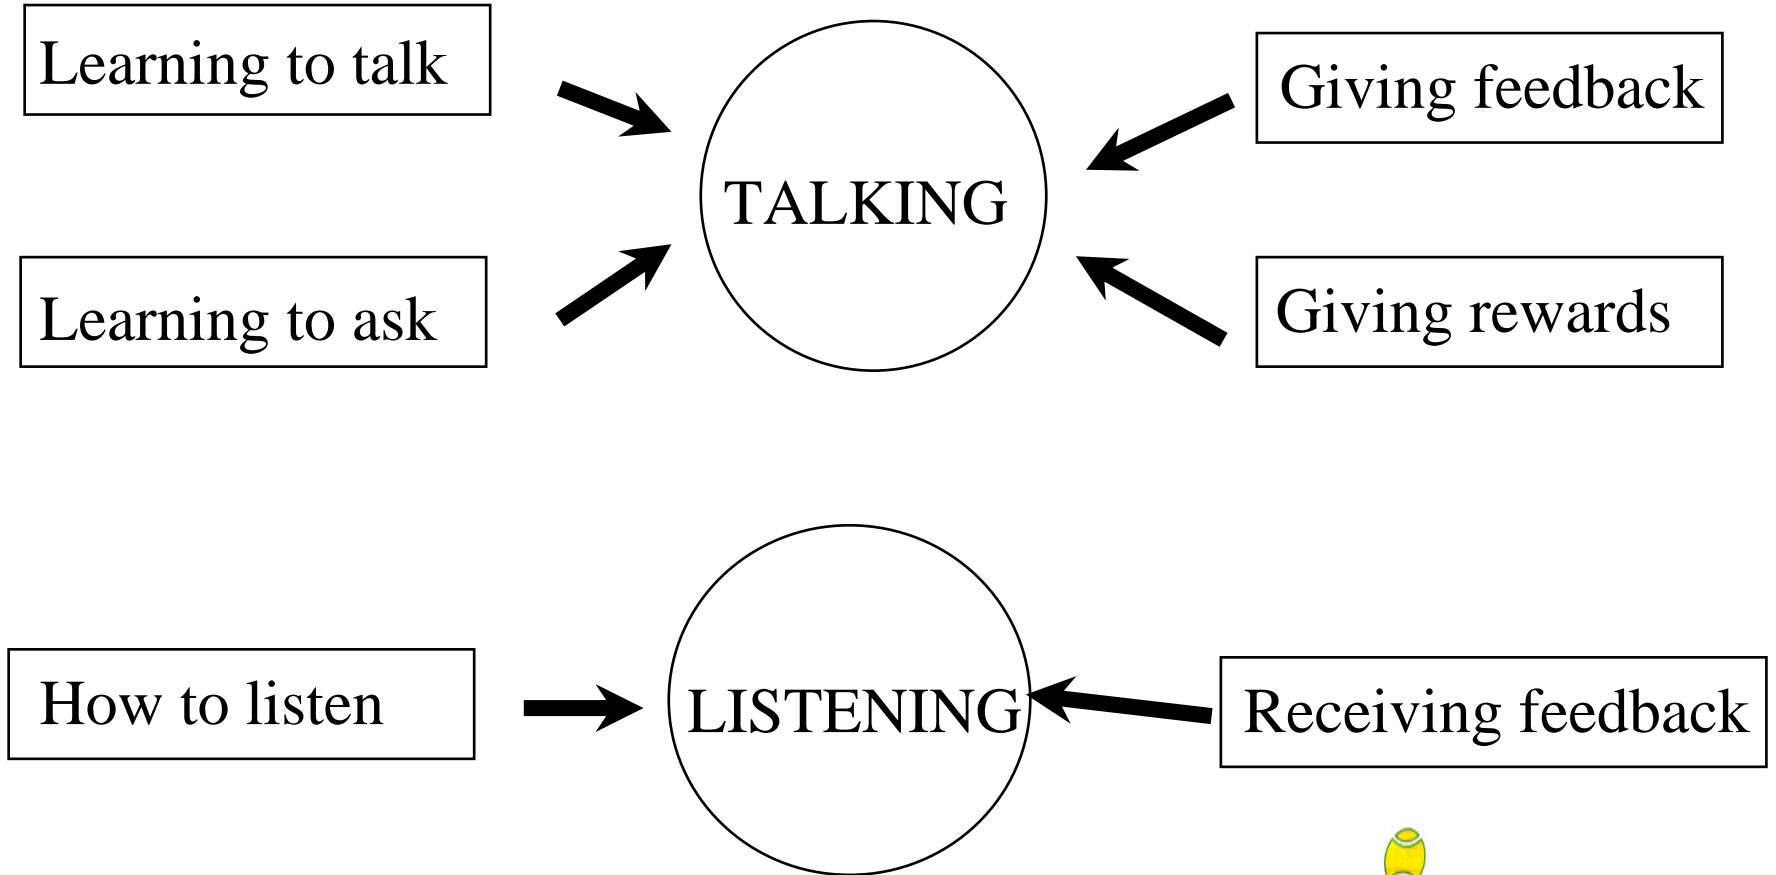 Learning to talk
TALKING
Giving feedback
Learning to ask
Giving rewards
How to listen
LISTENING
Receiving feedback